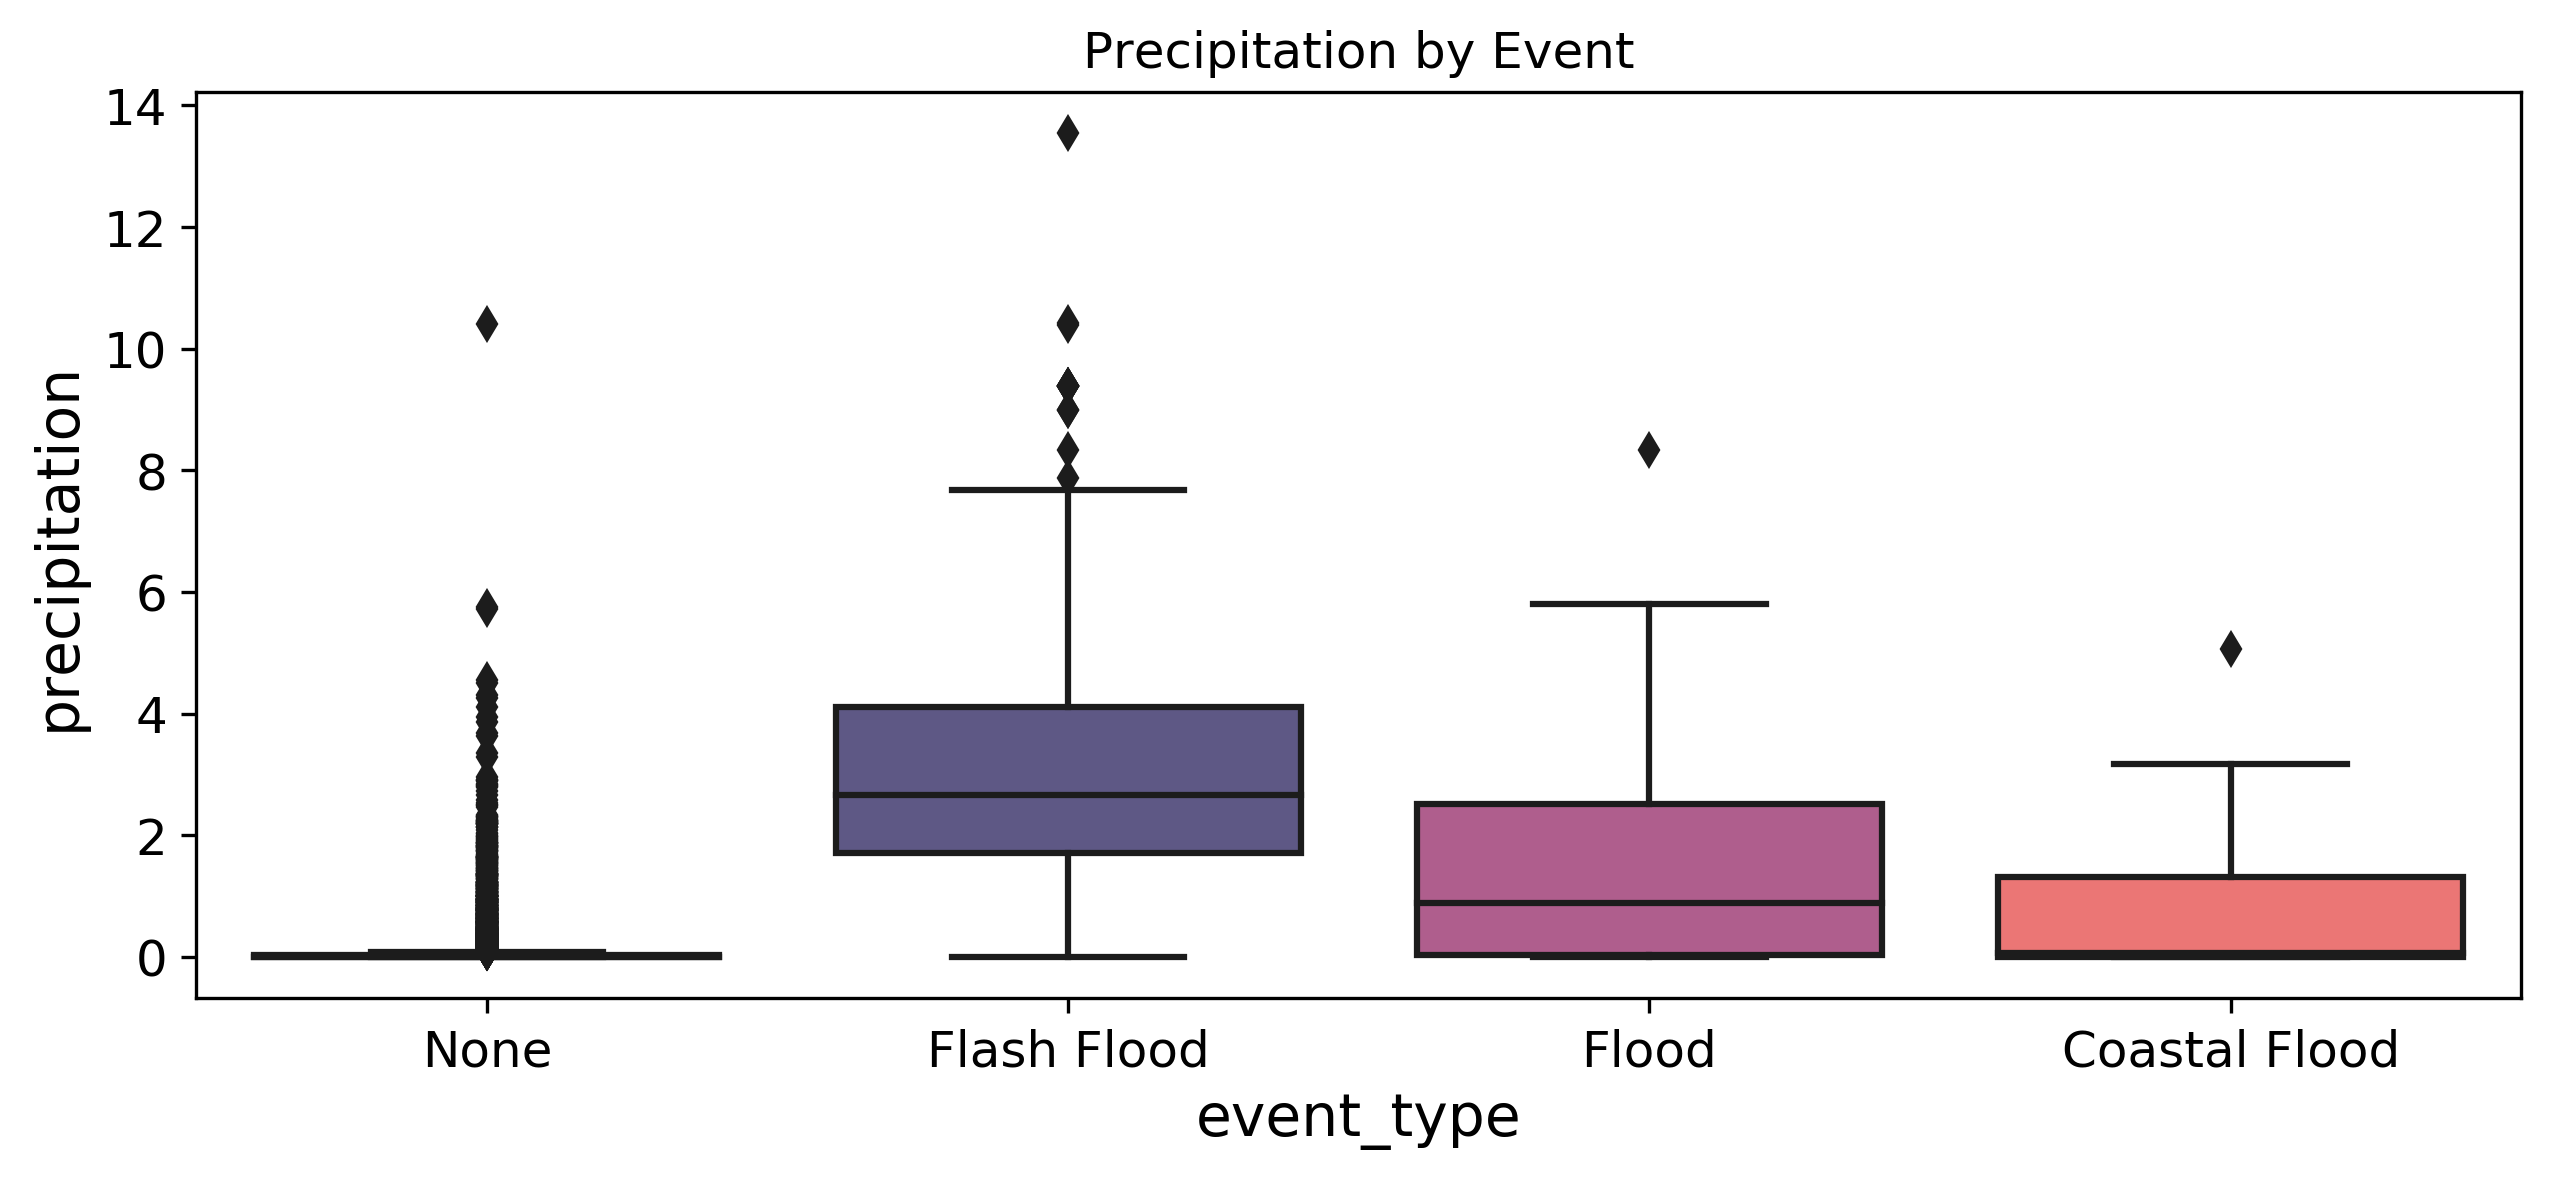 Precipitation by Event
14
12
10
8
6
4
2
0
precipitation
None Flash Flood Flood Coastal Flood
event_type